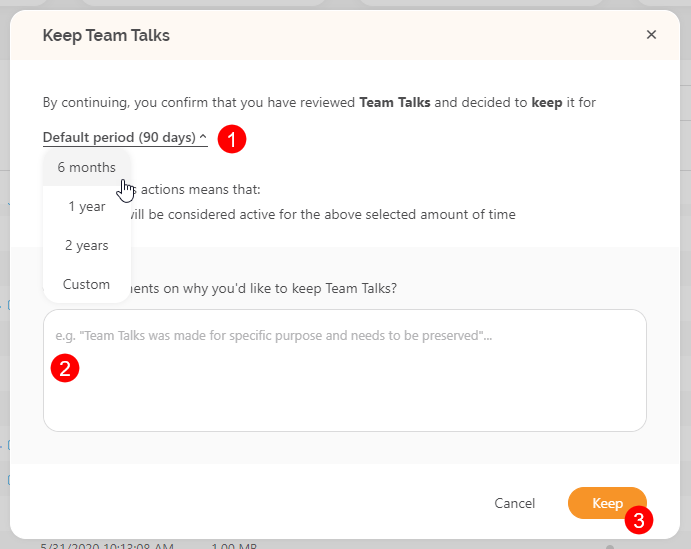 Keep Team Talks
By continuing, you confirm that you have reviewed Team Talks and decided to keep it for
Default period (90 days)
1
6 months
actions means that:
1 year
will be considered active for the above selected amount of time
2 years
Custom
on why you'd like to keep Team Talks?
e.g. "Team Talks was made for specific purpose and needs to be preserved"...
2
Cancel
Keep
3
5/31/2020 10:13:08 AM 1.00 MB